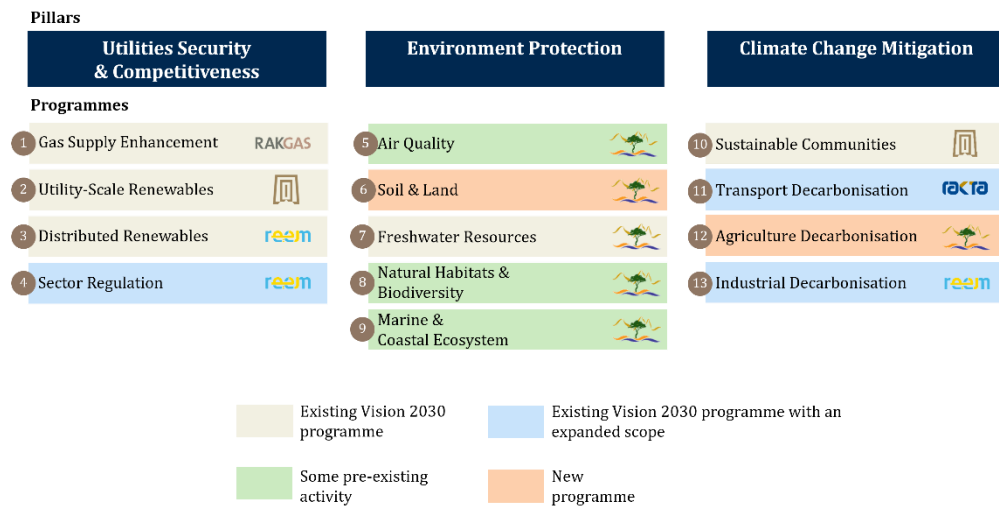 Pillars
Utilities Security
& Competitiveness
Environment Protection
Climate Change Mitigation
Programmes
1 Gas Supply Enhancement RAKGAS
2 Utility-Scale Renewables
3 Distributed Renewables reem
4 Sector Regulation reem
5 Air Quality
6 Soil & Land
7 Freshwater Resources
8 Natural Habitats &
Biodiversity
9 Marine &
Coastal Ecosystem
10 Sustainable Communities
11 Transport Decarbonisation rakta
12 Agriculture Decarbonisation
13 Industrial Decarbonisation reem
Existing Vision 2030
programme
Existing Vision 2030 programme with an
expanded scope
Some pre-existing
activity
New
programme